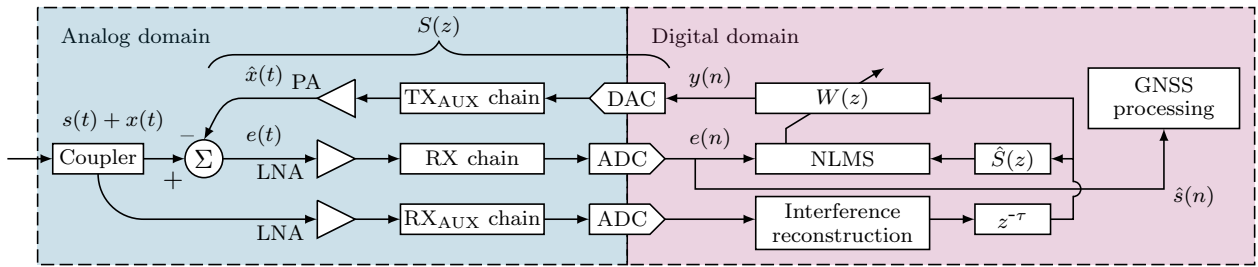 Analog domain
S(z)
Digital domain
x̂(t)
PA
TX_AUX chain
DAC
y(n)
W(z)
GNSS
processing
s(t) + x(t)
−
e(t)
e(n)
Coupler
Σ
+
LNA
RX chain
ADC
NLMS
Ŝ(z)
ŝ(n)
LNA
RX_AUX chain
ADC
Interference
reconstruction
z^-τ